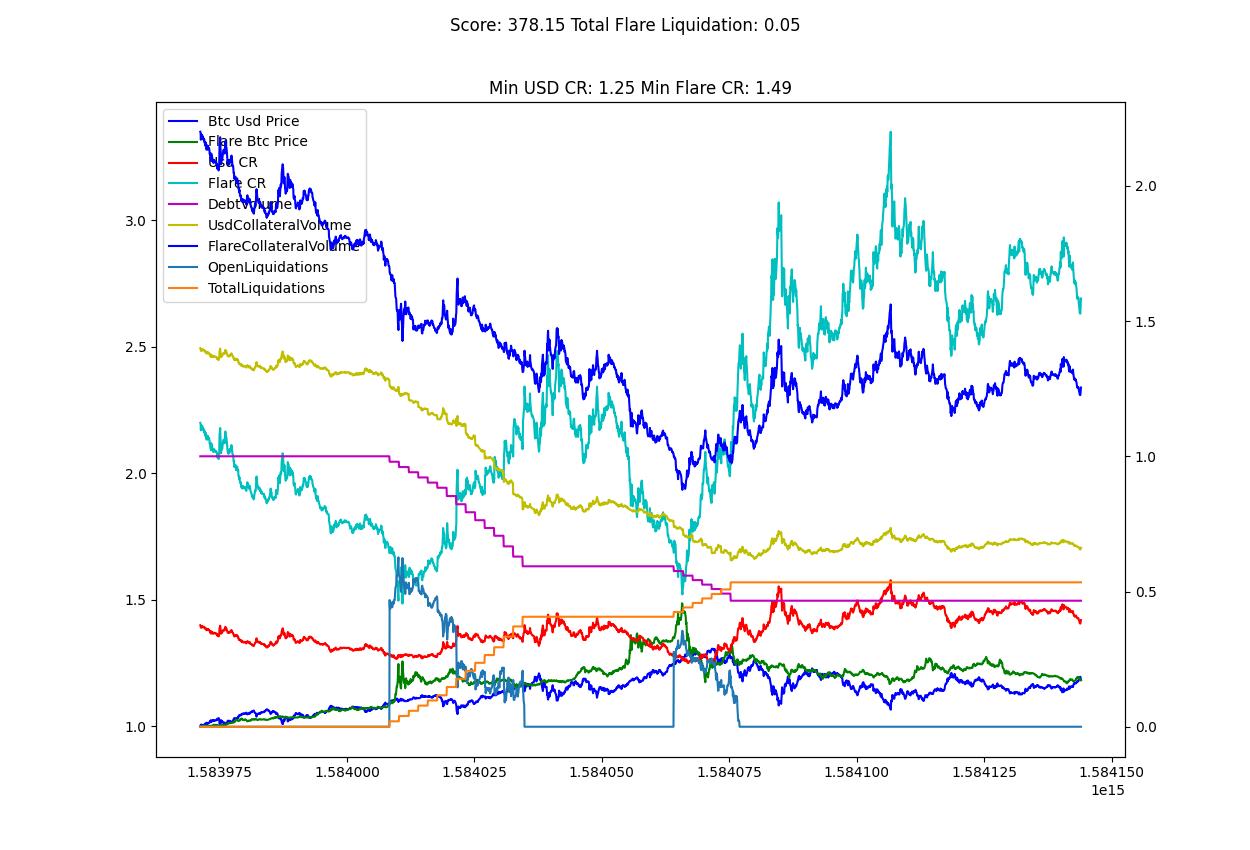 Score: 378.15 Total Flare Liquidation: 0.05
Min USD CR: 1.25 Min Flare CR: 1.49
Btc Usd Price
Flare Btc Price
Usd CR
Flare CR
DebtVolume
UsdCollateralVolume
FlareCollateralVolume
OpenLiquidations
TotalLiquidations
3.0
2.5
2.0
1.5
1.0
2.0
1.5
1.0
0.5
0.0
1.583975 1.584000 1.584025 1.584050 1.584075 1.584100 1.584125 1.584150
1e15